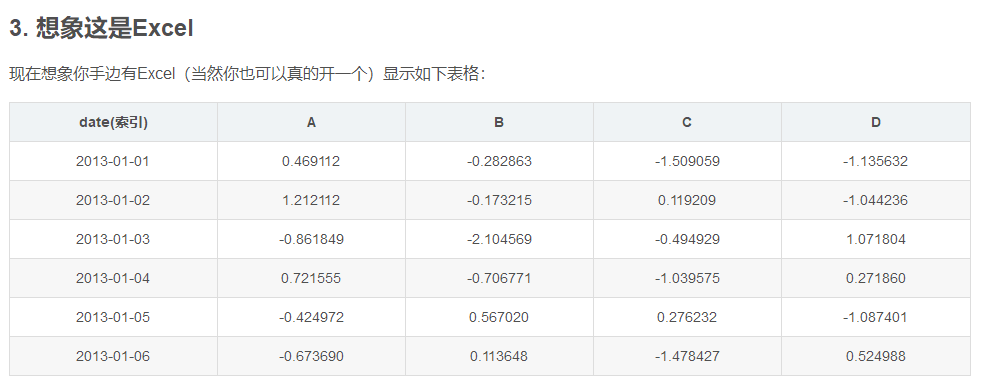 3. 想象这是Excel
现在想象你手边有Excel（当然你也可以真的开一个）显示如下表格：
date(索引) A B C D
2013-01-01 0.469112 -0.282863 -1.509059 -1.135632
2013-01-02 1.212112 -0.173215 0.119209 -1.044236
2013-01-03 -0.861849 -2.104569 -0.494929 1.071804
2013-01-04 0.721555 -0.706771 -1.039575 0.271860
2013-01-05 -0.424972 0.567020 0.276232 -1.087401
2013-01-06 -0.673690 0.113648 -1.478427 0.524988